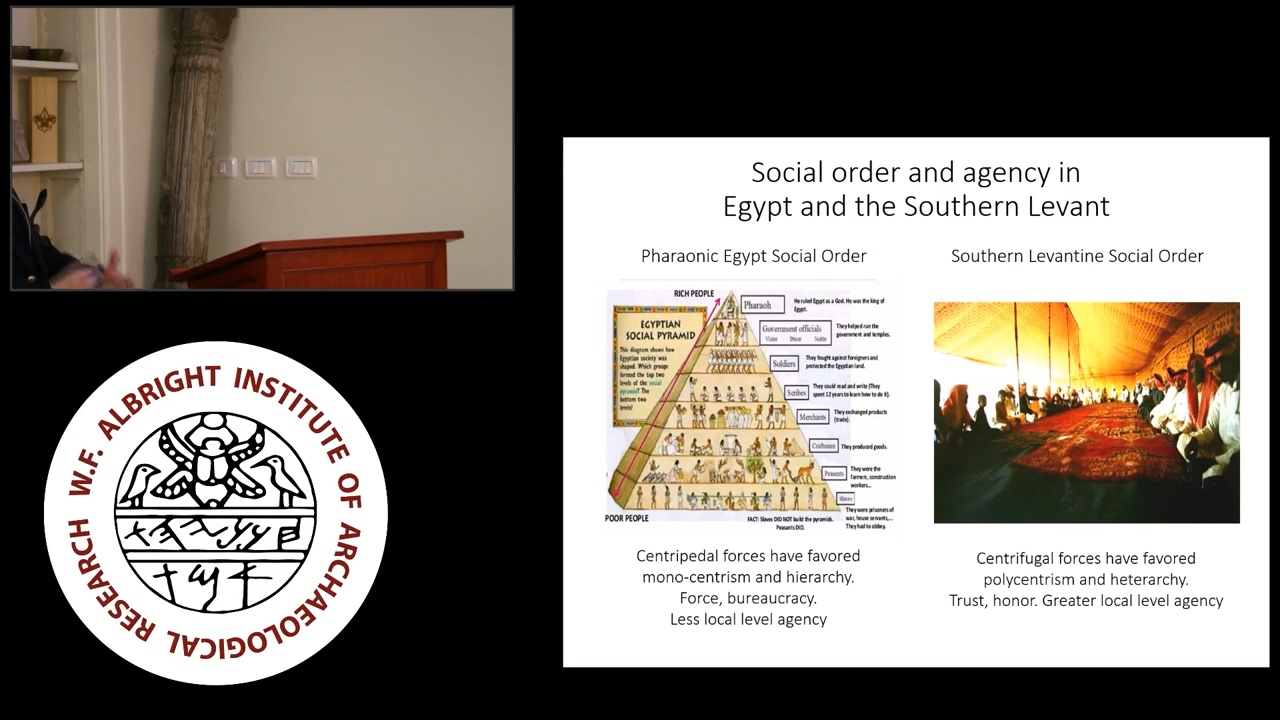 W.F. ALBRIGHT INSTITUTE OF ARCHAEOLOGICAL RESEARCH
Social order and agency in
Egypt and the Southern Levant
Pharaonic Egypt Social Order
RICH PEOPLE
EGYPTIAN
SOCIAL PYRAMID
This diagram shows how
Egyptian society was
shaped. Which groups
formed the top two
levels of the social
pyramid? The
bottom two
levels?
Pharaoh
He ruled Egypt as a God. He was the king of
Egypt.
Government officials
Vizier Priest Noble
They helped run the
government and temples.
Soldiers
They fought against foreigners and
protected the Egyptian land.
Scribes
They could read and write (They
spent 12 years to learn how to do it).
Merchants
They exchanged products
(trade).
Craftsmen
They produced goods.
Peasants
They were the
farmers, construction
workers...
Slaves
They were prisoners of
war, house servants,...
They had to obey.
POOR PEOPLE
FACT: Slaves DID NOT build the pyramids.
Peasants DID.
Centripedal forces have favored
mono-centrism and hierarchy.
Force, bureaucracy.
Less local level agency
Southern Levantine Social Order
Centrifugal forces have favored
polycentrism and heterarchy.
Trust, honor. Greater local level agency